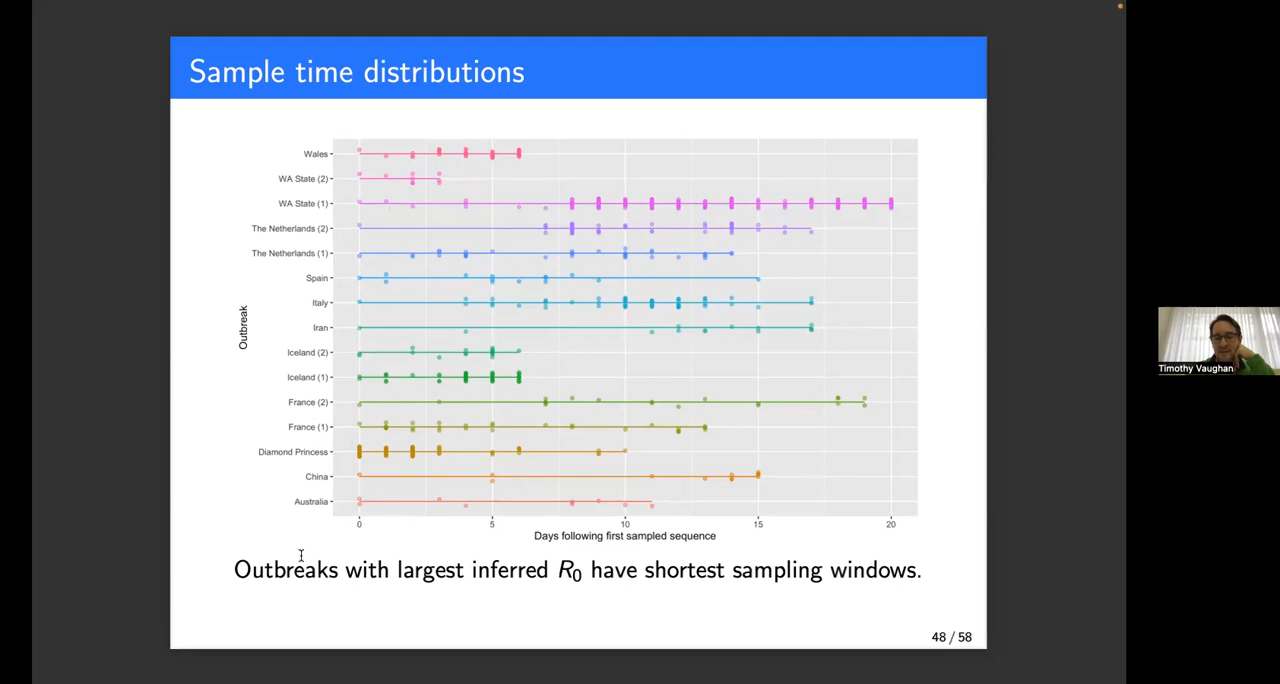 Sample time distributions
Wales
WA State (2)
WA State (1)
The Netherlands (2)
The Netherlands (1)
Spain
Italy
Iran
Iceland (2)
Iceland (1)
France (2)
France (1)
Diamond Princess
China
Australia
Outbreak
0 5 10 15 20
Days following first sampled sequence
Outbreaks with largest inferred R0 have shortest sampling windows.
48 / 58
Timothy Vaughan